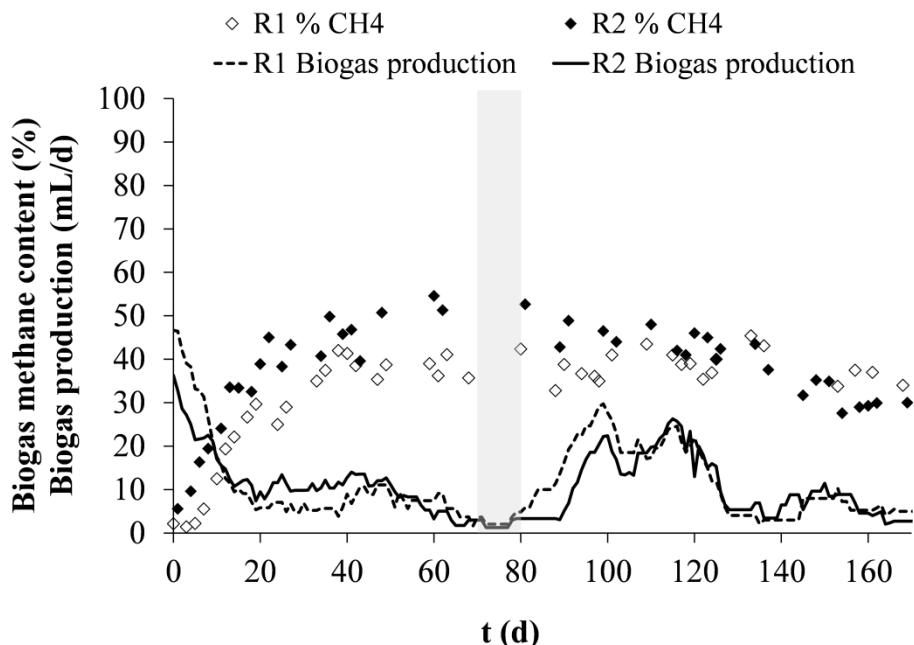 R1 % CH4
R2 % CH4
R1 Biogas production
R2 Biogas production
Biogas methane content (%)
Biogas production (mL/d)
100
90
80
70
60
50
40
30
20
10
0
0 20 40 60 80 100 120 140 160
t (d)